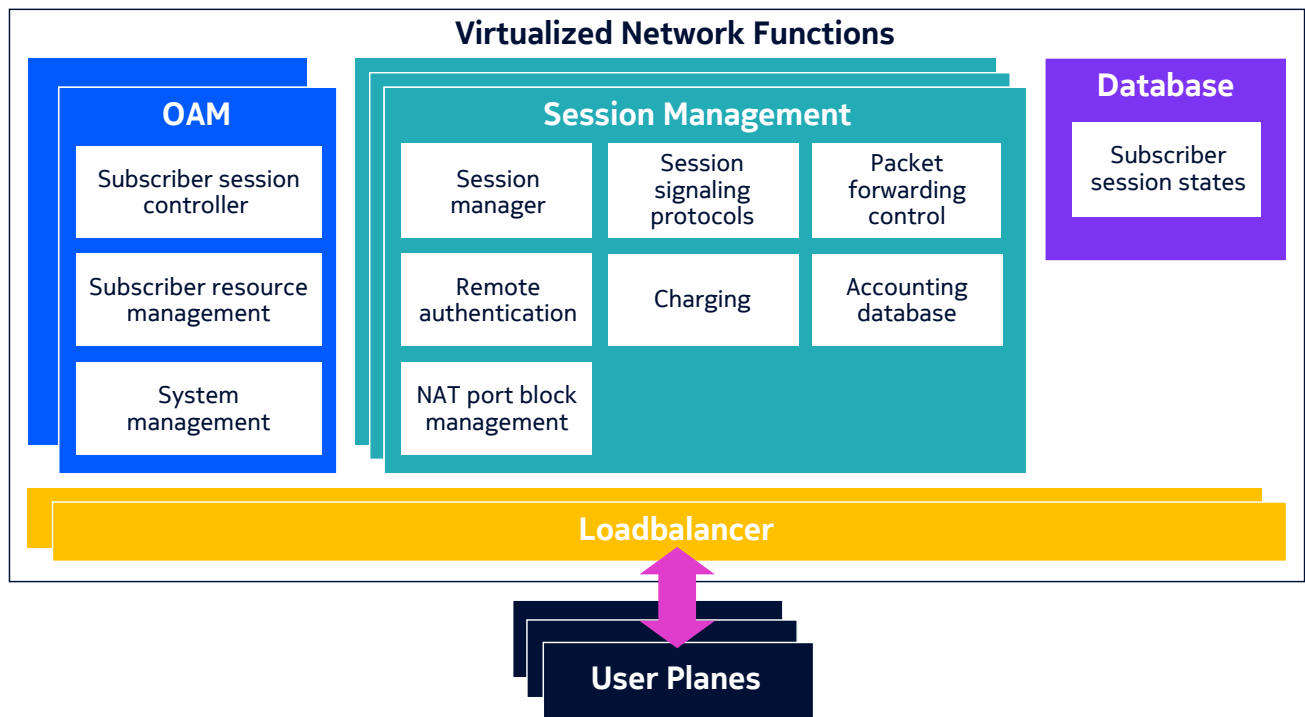 Virtualized Network Functions
OAM
Subscriber session
controller
Subscriber resource
management
System
management
Session Management
Session
manager
Session
signaling
protocols
Packet
forwarding
control
Remote
authentication
Charging
Accounting
database
NAT port block
management
Database
Subscriber
session states
Loadbalancer
User Planes